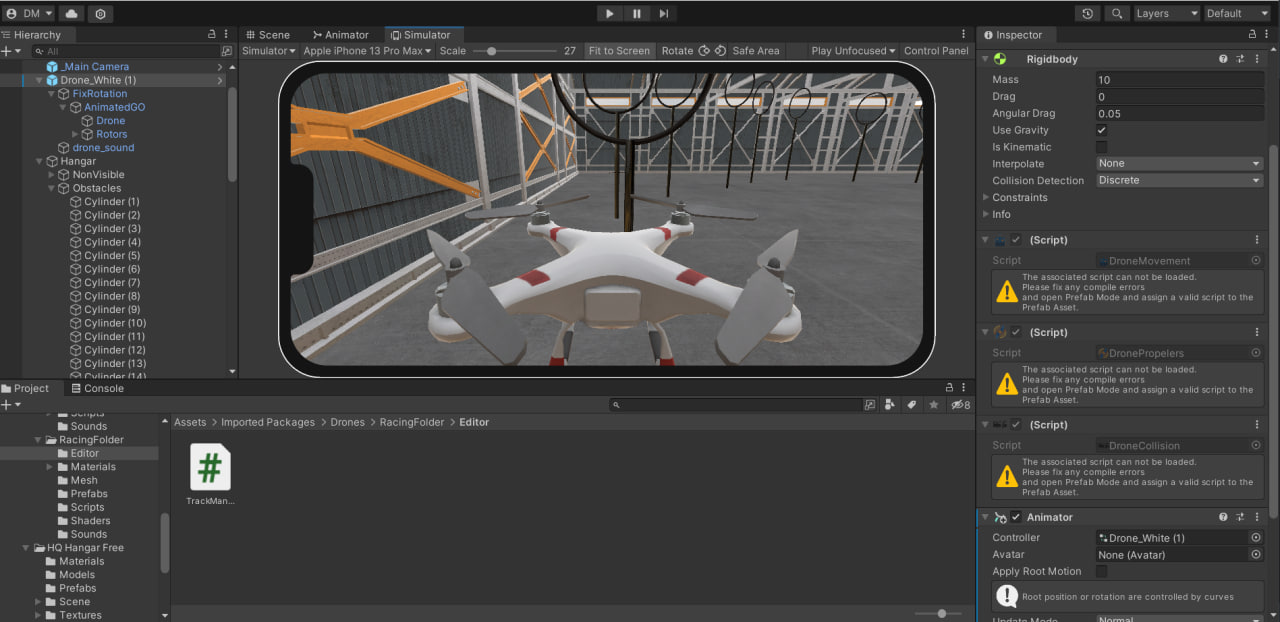 DM
Layers
Default
Hierarchy
All
_Main Camera
Drone_White (1)
FixRotation
AnimatedGO
Drone
Rotors
drone_sound
Hangar
NonVisible
Obstacles
Cylinder (1)
Cylinder (2)
Cylinder (3)
Cylinder (4)
Cylinder (5)
Cylinder (6)
Cylinder (7)
Cylinder (8)
Cylinder (9)
Cylinder (10)
Cylinder (11)
Cylinder (12)
Cylinder (13)
Cylinder (14)
Scene
Animator
Simulator
Simulator Apple iPhone 13 Pro Max Scale 27 Fit to Screen Rotate Safe Area Play Unfocused Control Panel
Inspector
Rigidbody
Mass 10
Drag 0
Angular Drag 0.05
Use Gravity
Is Kinematic
Interpolate None
Collision Detection Discrete
Constraints
Info
(Script)
Script DroneMovement
The associated script can not be loaded.
Please fix any compile errors
and open Prefab Mode and assign a valid script to the
Prefab Asset.
(Script)
Script DronePropelers
The associated script can not be loaded.
Please fix any compile errors
and open Prefab Mode and assign a valid script to the
Prefab Asset.
(Script)
Script DroneCollision
The associated script can not be loaded.
Please fix any compile errors
and open Prefab Mode and assign a valid script to the
Prefab Asset.
Animator
Controller Drone_White (1)
Avatar None (Avatar)
Apply Root Motion
Root position or rotation are controlled by curves
Update Mode Normal
Project
Console
8
Scripts
Sounds
RacingFolder
Editor
Materials
Mesh
Prefabs
Scripts
Shaders
Sounds
HQ Hangar Free
Materials
Models
Prefabs
Scene
Textures
Assets > Imported Packages > Drones > RacingFolder > Editor
#
TrackMan...